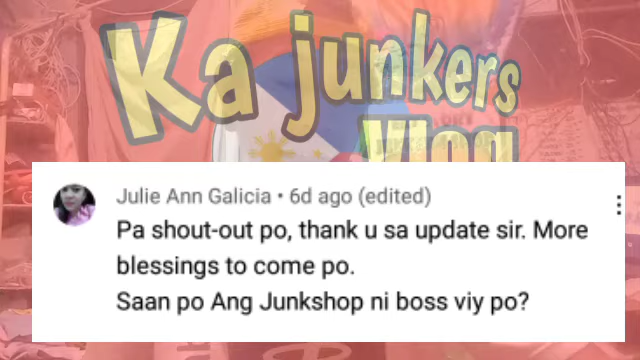 Ka junkers
Vlog
Julie Ann Galicia • 6d ago (edited)
Pa shout-out po, thank u sa update sir. More
blessings to come po.
Saan po Ang Junkshop ni boss viy po?